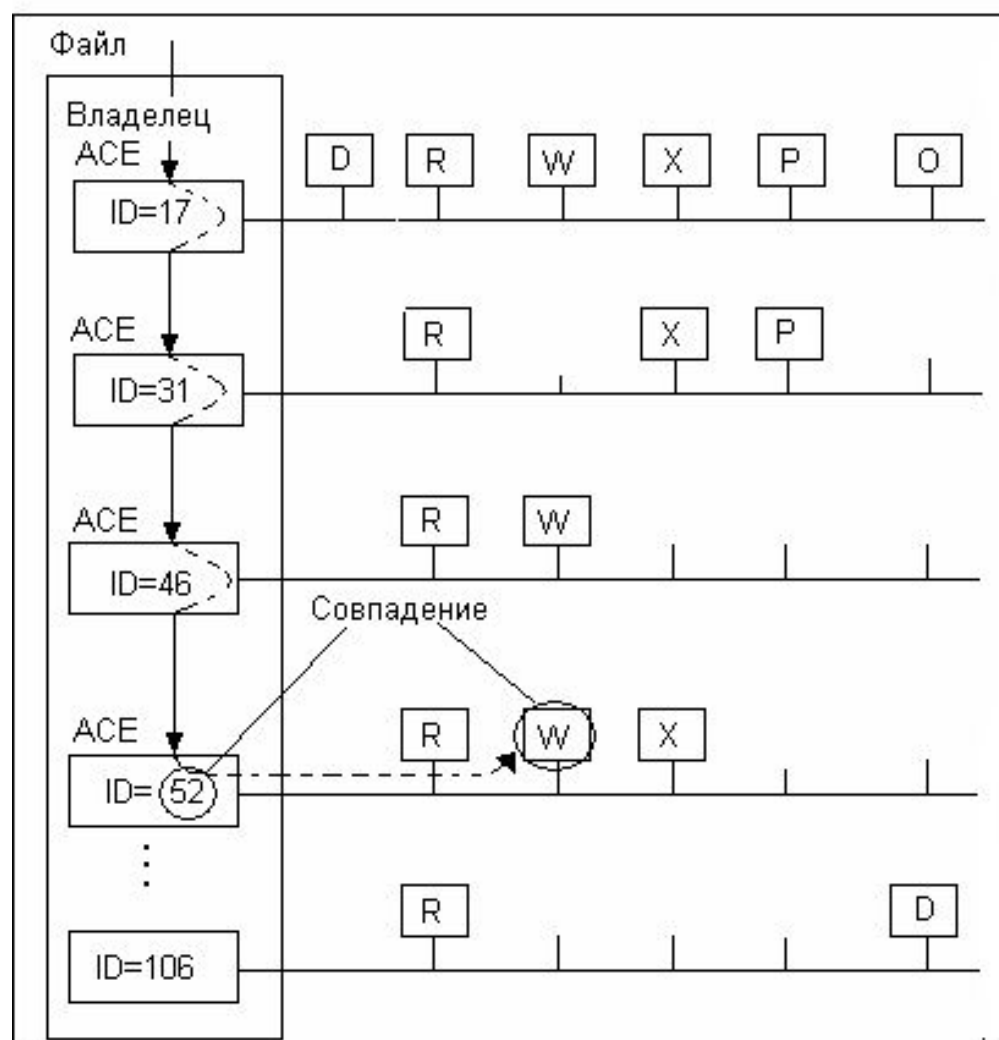 Файл
Владелец
ACE
D R W X P O
ID=17
ACE
R X P
ID=31
ACE
R W
ID=46
Совпадение
ACE
R W X
ID= 52
R D
ID=106